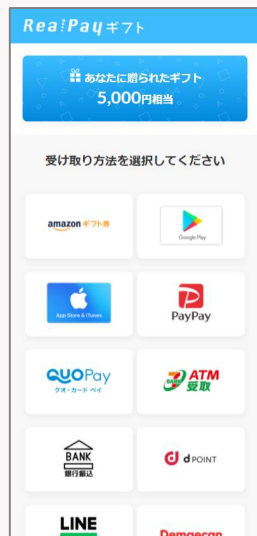 RealPayギフト
あなたに贈られたギフト
5,000円相当
受け取り方法を選択してください
amazon ギフト券
Google Play
App Store & iTunes
PayPay
QUOPay
クオ・カード ペイ
BANK ATM
受取
BANK
銀行振込
d d POINT
LINE
Demaecan